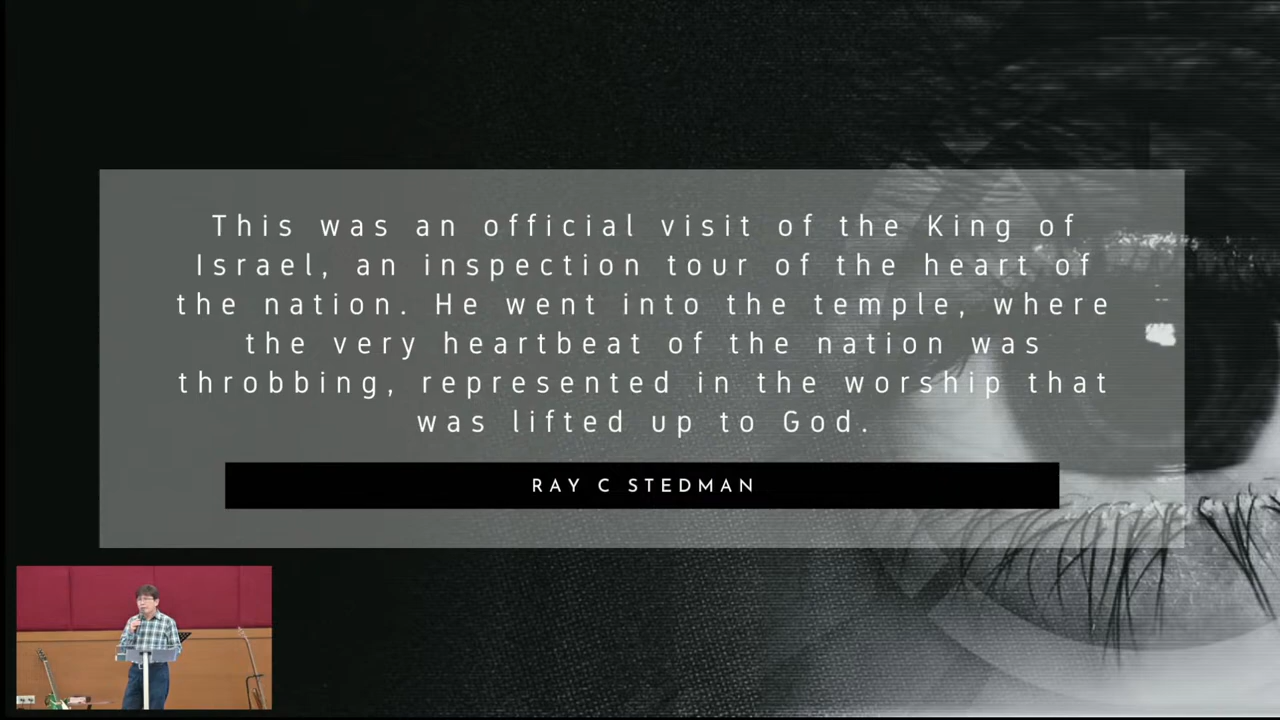 This was an official visit of the King of
Israel, an inspection tour of the heart of
the nation. He went into the temple, where
the very heartbeat of the nation was
throbbing, represented in the worship that
was lifted up to God.
RAY C STEDMAN